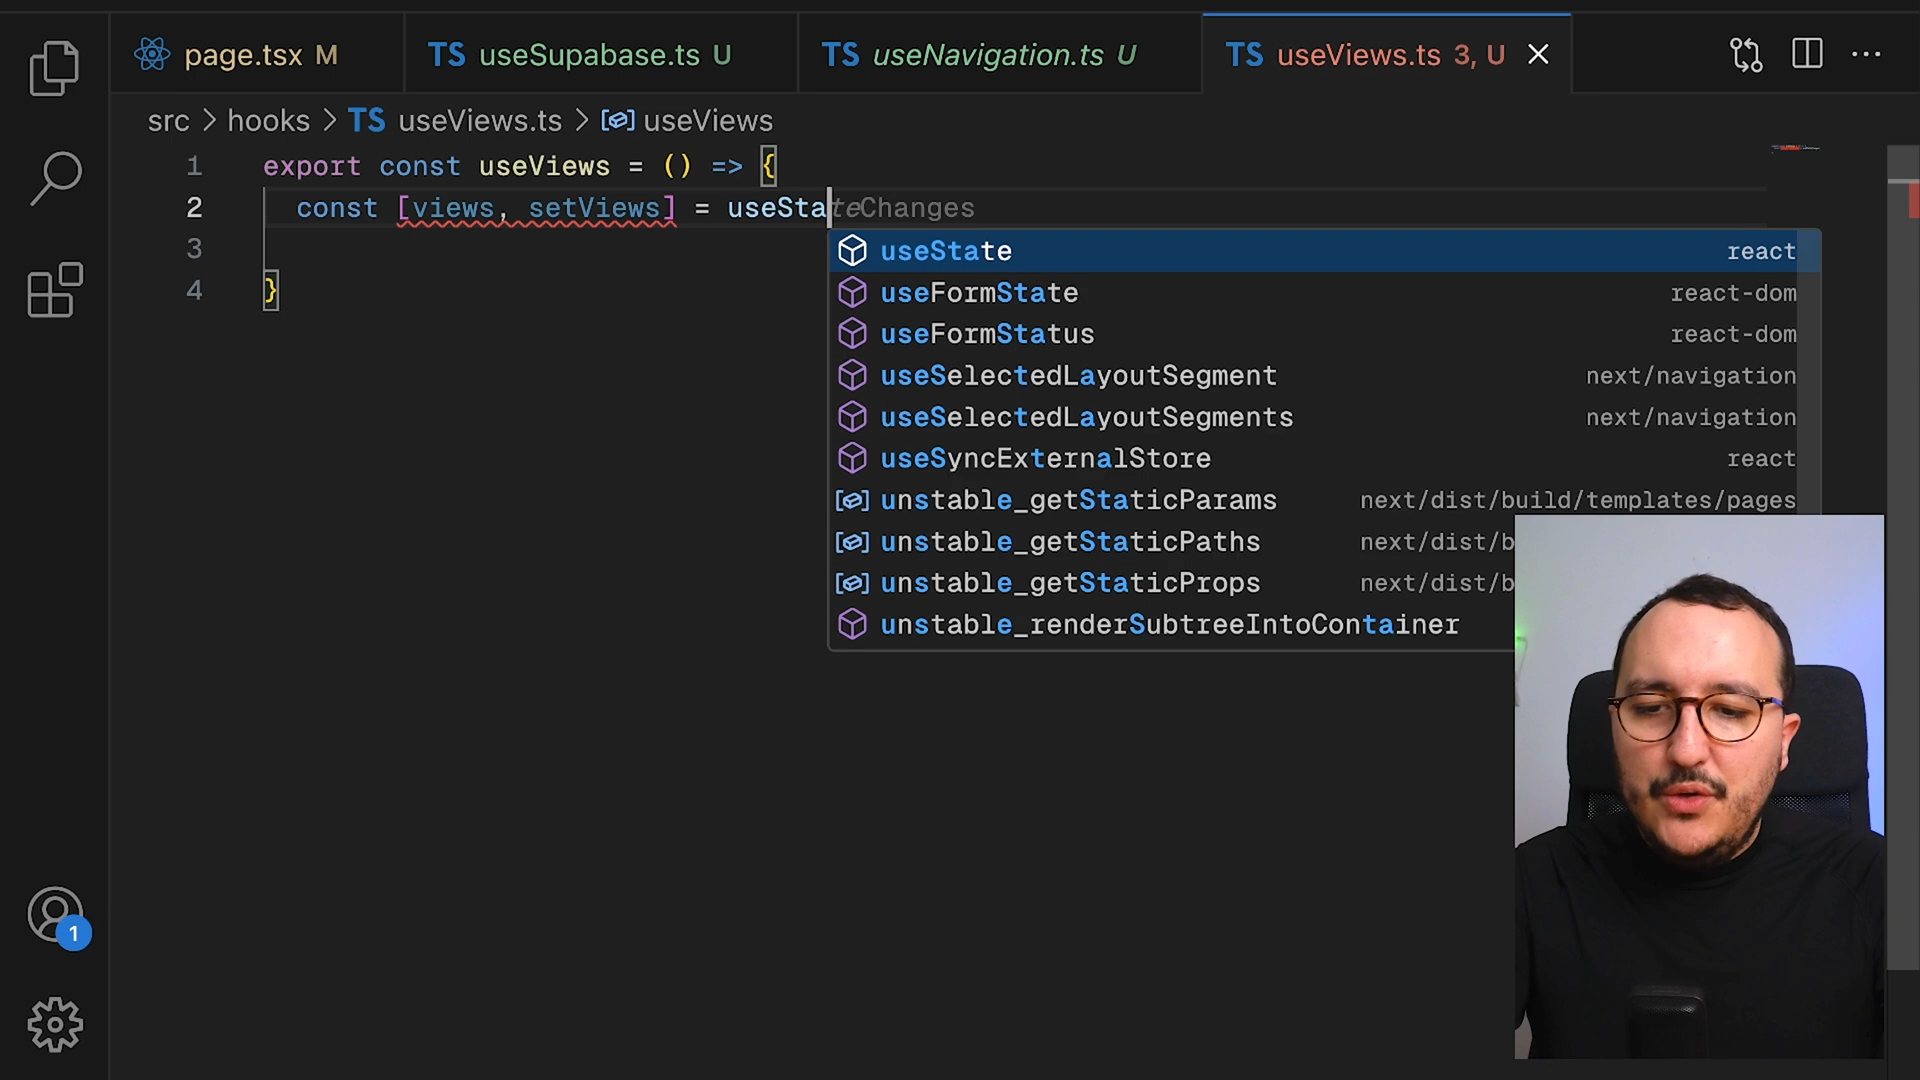 page.tsx M
TS useSupabase.ts U
TS useNavigation.ts U
TS useViews.ts 3, U
src > hooks > TS useViews.ts > useViews
1 export const useViews = () => {
2 const [views, setViews] = useStateChanges
3
4 }
useState react
useFormState react-dom
useFormStatus react-dom
useSelectedLayoutSegment next/navigation
useSelectedLayoutSegments next/navigation
useSyncExternalStore react
unstable_getStaticParams next/dist/build/templates/pages
unstable_getStaticPaths next/dist/b
unstable_getStaticProps next/dist/b
unstable_renderSubtreeIntoContainer
1